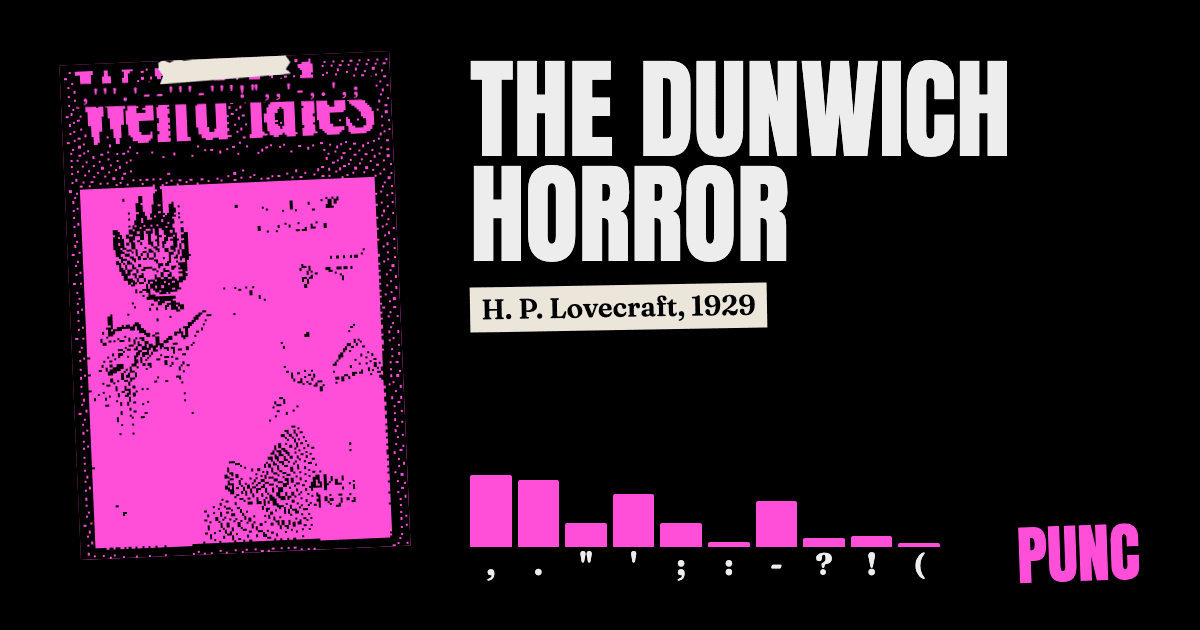 Weird Tales
THE DUNWICH
HORROR
H. P. Lovecraft, 1929
, . " ' ; : - ? ! (
PUNC